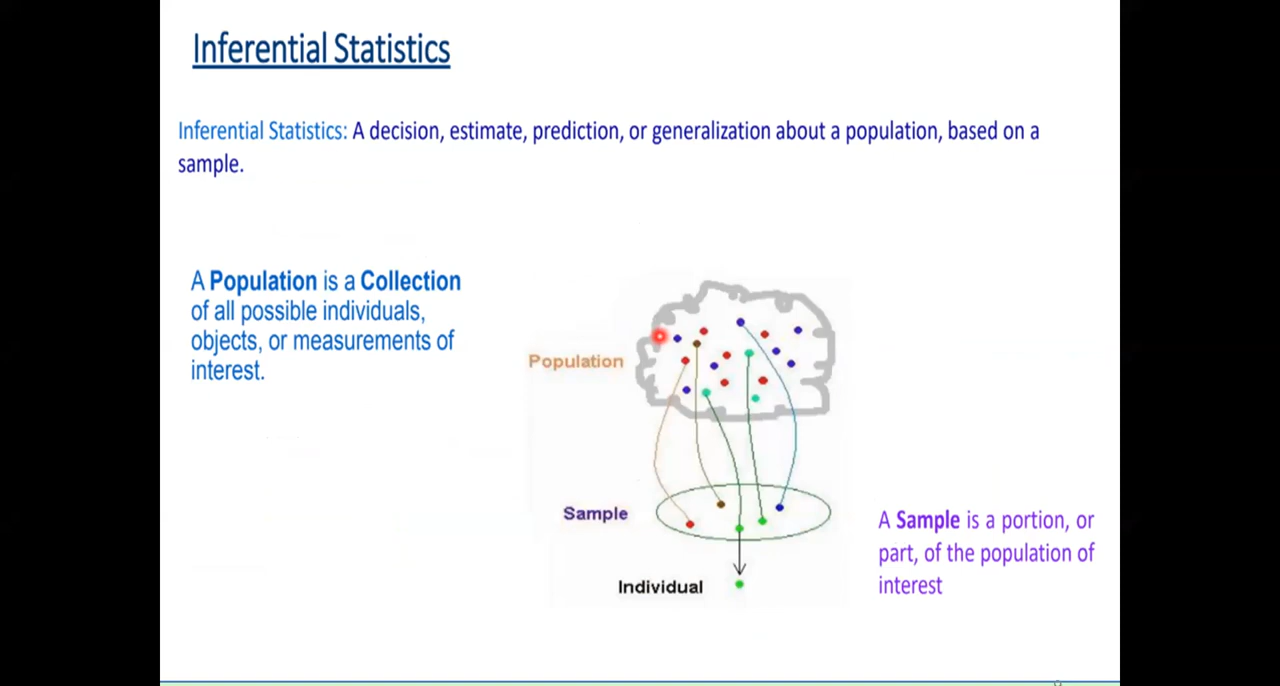 Inferential Statistics
Inferential Statistics: A decision, estimate, prediction, or generalization about a population, based on a
sample.
A Population is a Collection
of all possible individuals,
objects, or measurements of
interest.
Population
Sample
Individual
A Sample is a portion, or
part, of the population of
interest